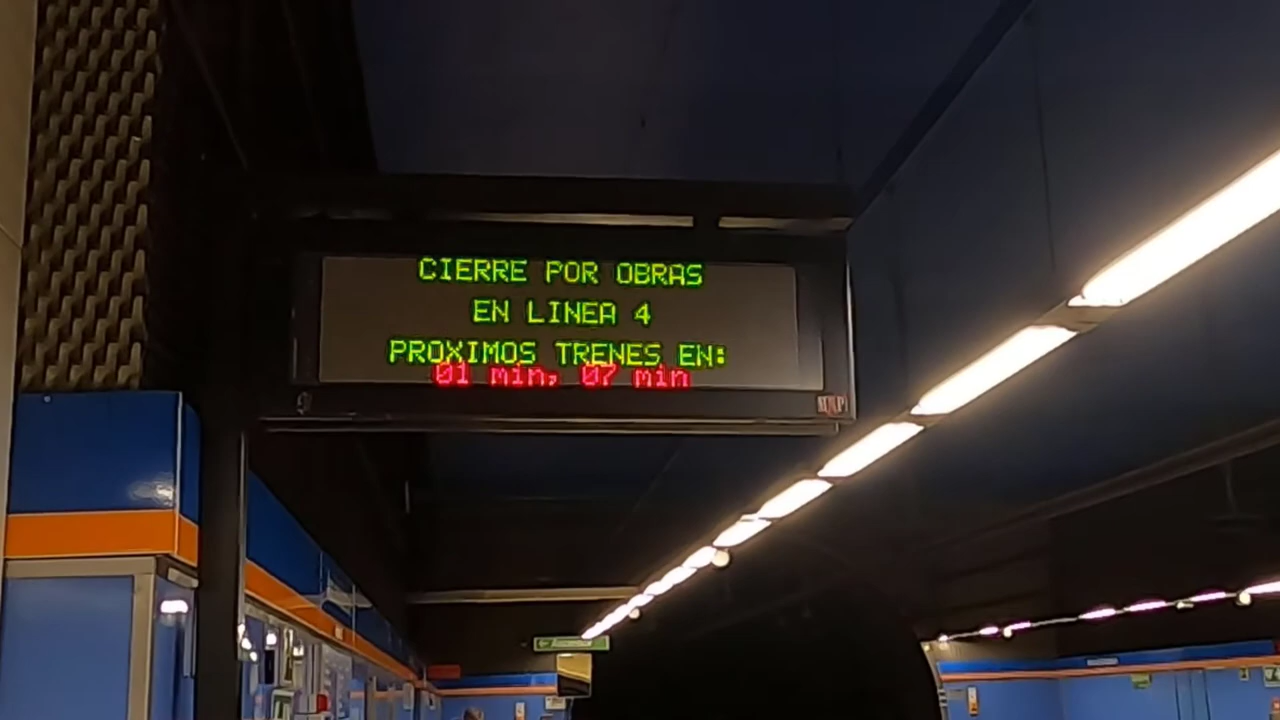 CIERRE POR OBRAS
EN LINEA 4
PROXIMOS TRENES EN:
01 min, 07 min